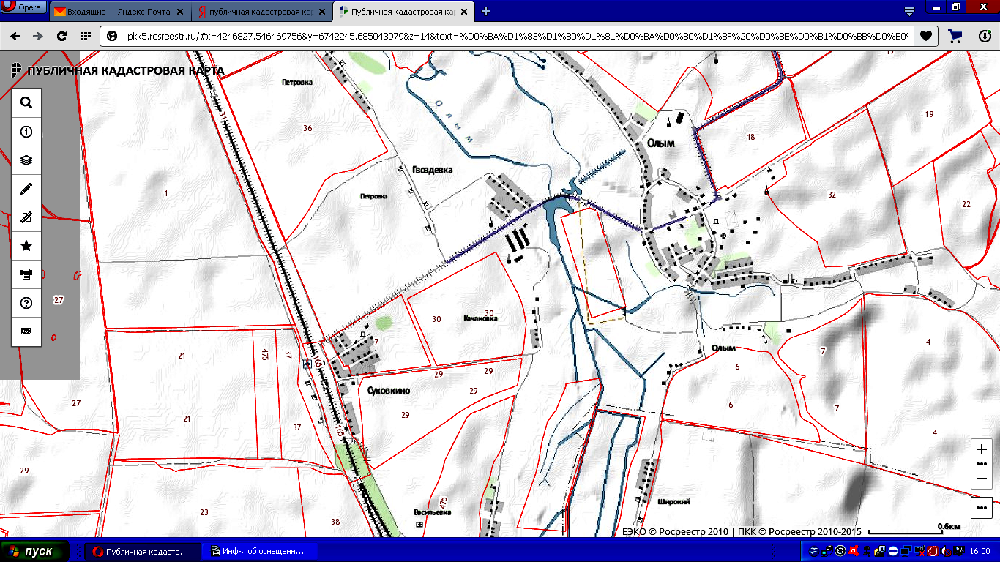 Opera
Входящие — Яндекс.Почта
публичная кадастровая кар
Публичная кадастровая кар
pkk5.rosreestr.ru/#x=4246827.546469756&y=6742245.685043979&z=14&text=%D0%BA%D1%83%D1%80%D1%81%D0%BA%D0%B0%D1%8F%20%D0%BE%D0%B1%D0%BB%D0%B0
ПУБЛИЧНАЯ КАДАСТРОВАЯ КАРТА
17
Петровка
31
Олым
19
36
18
Олым
Гвоздевка
1
Петровка
32
22
27
30
30
Качановка
7
4
21
475
37
165
Олым
7
6
29
29
Суковкино
29
27
6
7
29
21
37
165
4
29
Васильевка
475
Широкий
23
38
ЕЭКО © Росреестр 2010 | ПКК © Росреестр 2010-2015
0.6км
пуск
Публичная кадастр...
Инф-я об оснащенн...
16:00